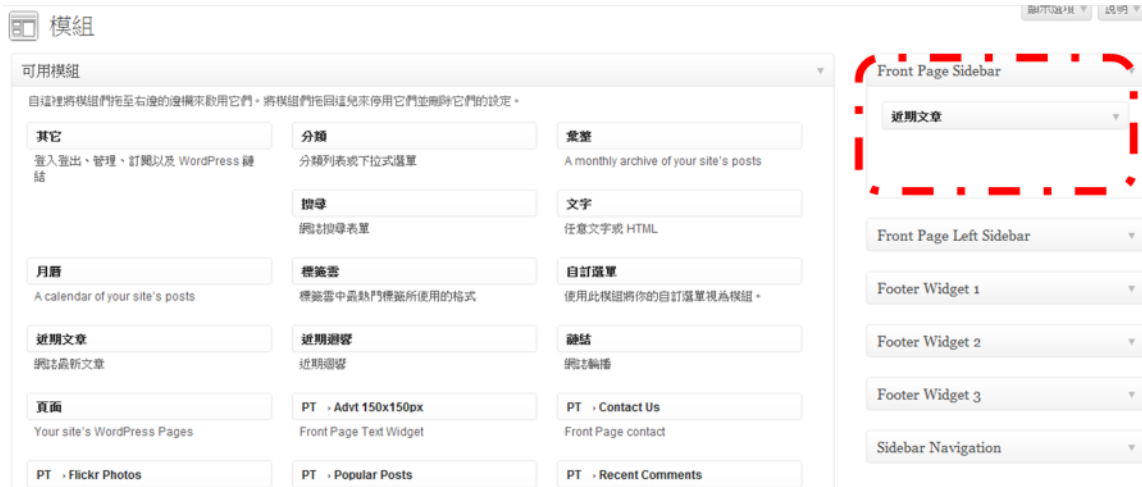 顯示選項 說明
模組
可用模組
自這裡將模組們拖至右邊的邊欄來啟用它們。將模組們拖回這兒來停用它們並刪除它們的設定。
其它
登入登出、管理、訂閱以及 WordPress 鏈
結
分類
分類列表或下拉式選單
彙整
A monthly archive of your site's posts
搜尋
網誌搜尋表單
文字
任意文字或 HTML
月曆
A calendar of your site's posts
標籤雲
標籤雲中最熱門標籤所使用的格式
自訂選單
使用此模組將你的自訂選單視為模組。
近期文章
網誌最新文章
近期迴響
近期迴響
鏈結
網誌輪播
頁面
Your site's WordPress Pages
PT › Advt 150x150px
Front Page Text Widget
PT › Contact Us
Front Page contact
PT › Flickr Photos
PT › Popular Posts
PT › Recent Comments
Front Page Sidebar
近期文章
Front Page Left Sidebar
Footer Widget 1
Footer Widget 2
Footer Widget 3
Sidebar Navigation